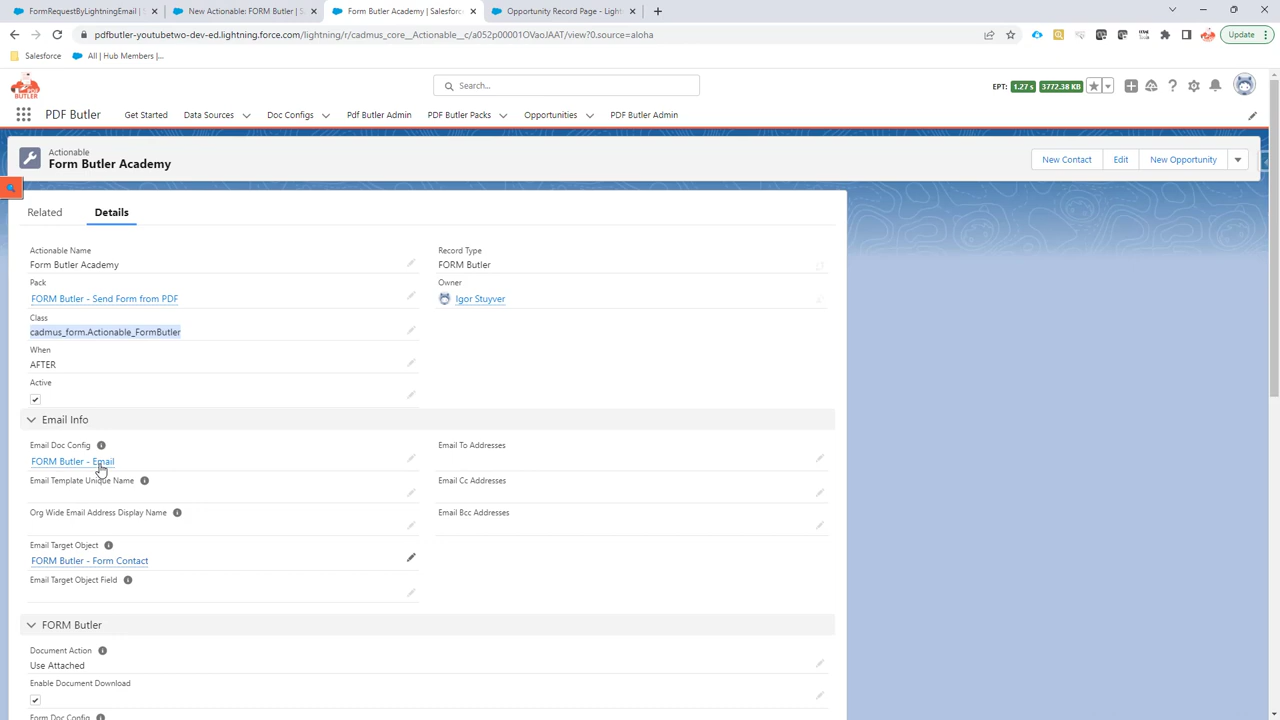 FormRequestByLightningEmail |
New Actionable: FORM Butler | S
Form Butler Academy | Salesforc
Opportunity Record Page - Light
pdfbutler-youtubetwo-dev-ed.lightning.force.com/lightning/r/cadmus_core__Actionable__c/a052p00001OVaoJAAT/view?0.source=aloha
Update
Salesforce
All | Hub Members |...
PDF BUTLER
Search...
EPT: 1.27 s 3772.38 KB
PDF Butler
Get Started
Data Sources
Doc Configs
Pdf Butler Admin
PDF Butler Packs
Opportunities
PDF Butler Admin
Actionable
Form Butler Academy
New Contact
Edit
New Opportunity
Related
Details
Actionable Name
Form Butler Academy
Record Type
FORM Butler
Pack
FORM Butler - Send Form from PDF
Owner
Igor Stuyver
Class
cadmus_form.Actionable_FormButler
When
AFTER
Active
Email Info
Email Doc Config
FORM Butler - Email
Email To Addresses
Email Template Unique Name
Email Cc Addresses
Org Wide Email Address Display Name
Email Bcc Addresses
Email Target Object
FORM Butler - Form Contact
Email Target Object Field
FORM Butler
Document Action
Use Attached
Enable Document Download
Form Doc Config